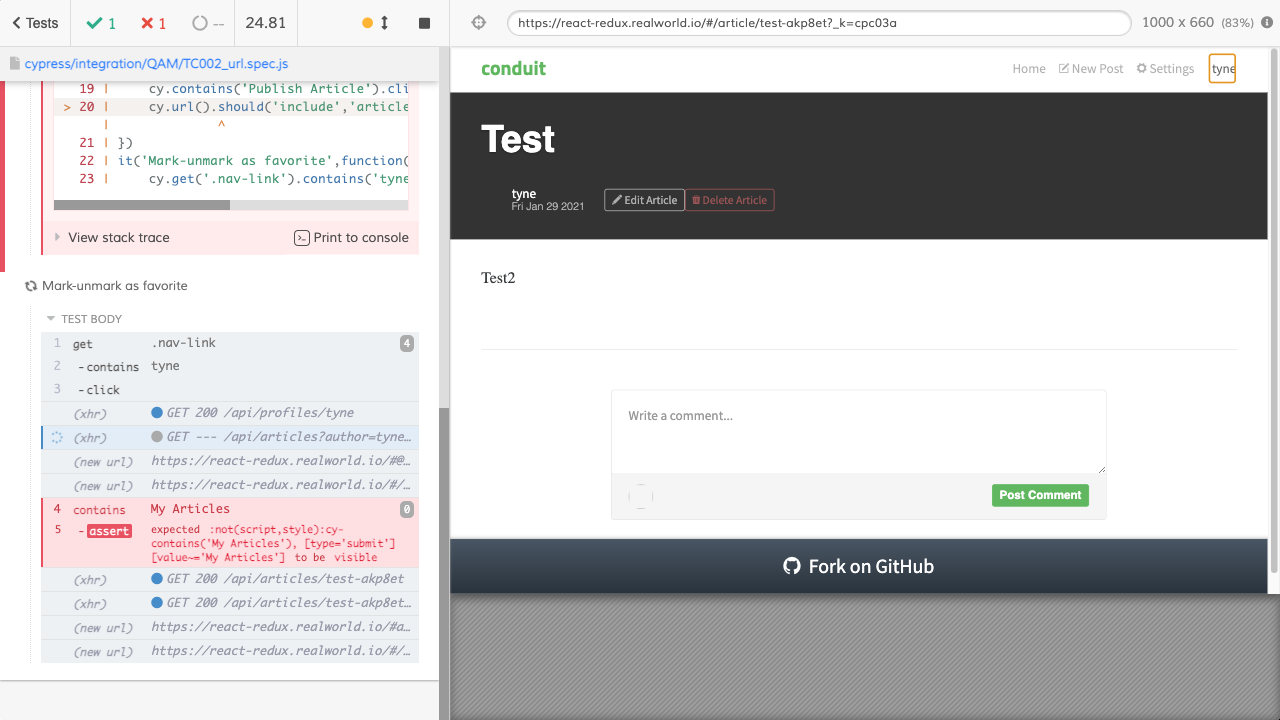 Tests
1
1
--
24.81
https://react-redux.realworld.io/#/article/test-akp8et?_k=cpc03a
1000 x 660 (83%)
cypress/integration/QAM/TC002_url.spec.js
19 | cy.contains('Publish Article').cli
> 20 | cy.url().should('include','article
| ^
21 | })
22 | it('Mark-unmark as favorite',function(
23 | cy.get('.nav-link').contains('tyne
View stack trace
Print to console
Mark-unmark as favorite
TEST BODY
1 get .nav-link 4
2 -contains tyne
3 -click
(xhr) GET 200 /api/profiles/tyne
(xhr) GET --- /api/articles?author=tyne…
(new url) https://react-redux.realworld.io/#@…
(new url) https://react-redux.realworld.io/#/…
4 contains My Articles 0
5 -assert expected :not(script,style):cy-
contains('My Articles'), [type='submit']
[value~='My Articles'] to be visible
(xhr) GET 200 /api/articles/test-akp8et
(xhr) GET 200 /api/articles/test-akp8et…
(new url) https://react-redux.realworld.io/#a…
(new url) https://react-redux.realworld.io/#/…
conduit
Home
New Post
Settings
tyne
Test
tyne
Fri Jan 29 2021
Edit Article
Delete Article
Test2
Write a comment...
Post Comment
Fork on GitHub